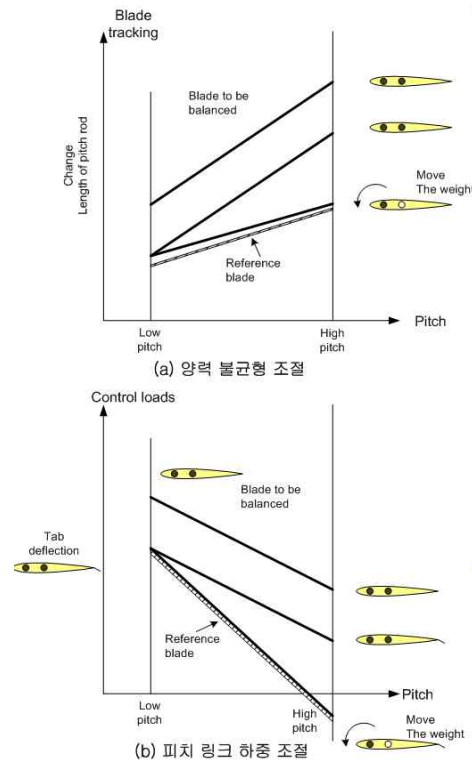 Blade
tracking
Blade to be
balanced
Change
Length of pitch rod
Move
The weight
Reference
blade
Low
pitch
High
pitch
Pitch
(a) 양력 불균형 조절
Control loads
Blade to be
balanced
Tab
deflection
Reference
blade
Low
pitch
High
pitch
Pitch
Move
The weight
(b) 피치 링크 하중 조절